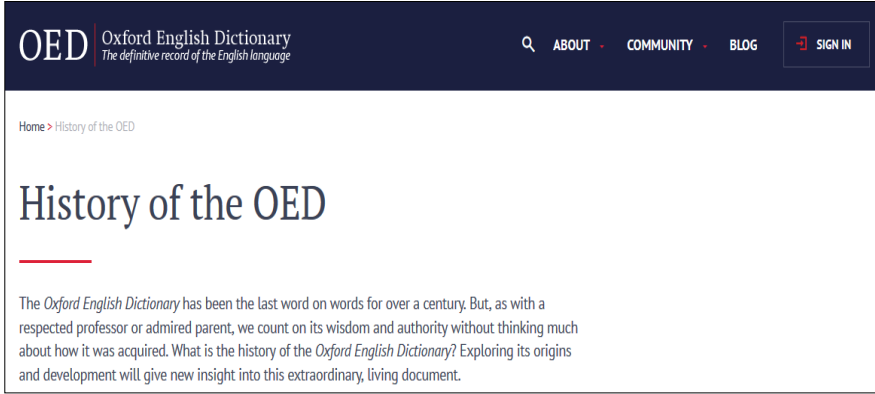 OED Oxford English Dictionary
The definitive record of the English language
ABOUT COMMUNITY BLOG SIGN IN
Home > History of the OED
History of the OED
The Oxford English Dictionary has been the last word on words for over a century. But, as with a
respected professor or admired parent, we count on its wisdom and authority without thinking much
about how it was acquired. What is the history of the Oxford English Dictionary? Exploring its origins
and development will give new insight into this extraordinary, living document.